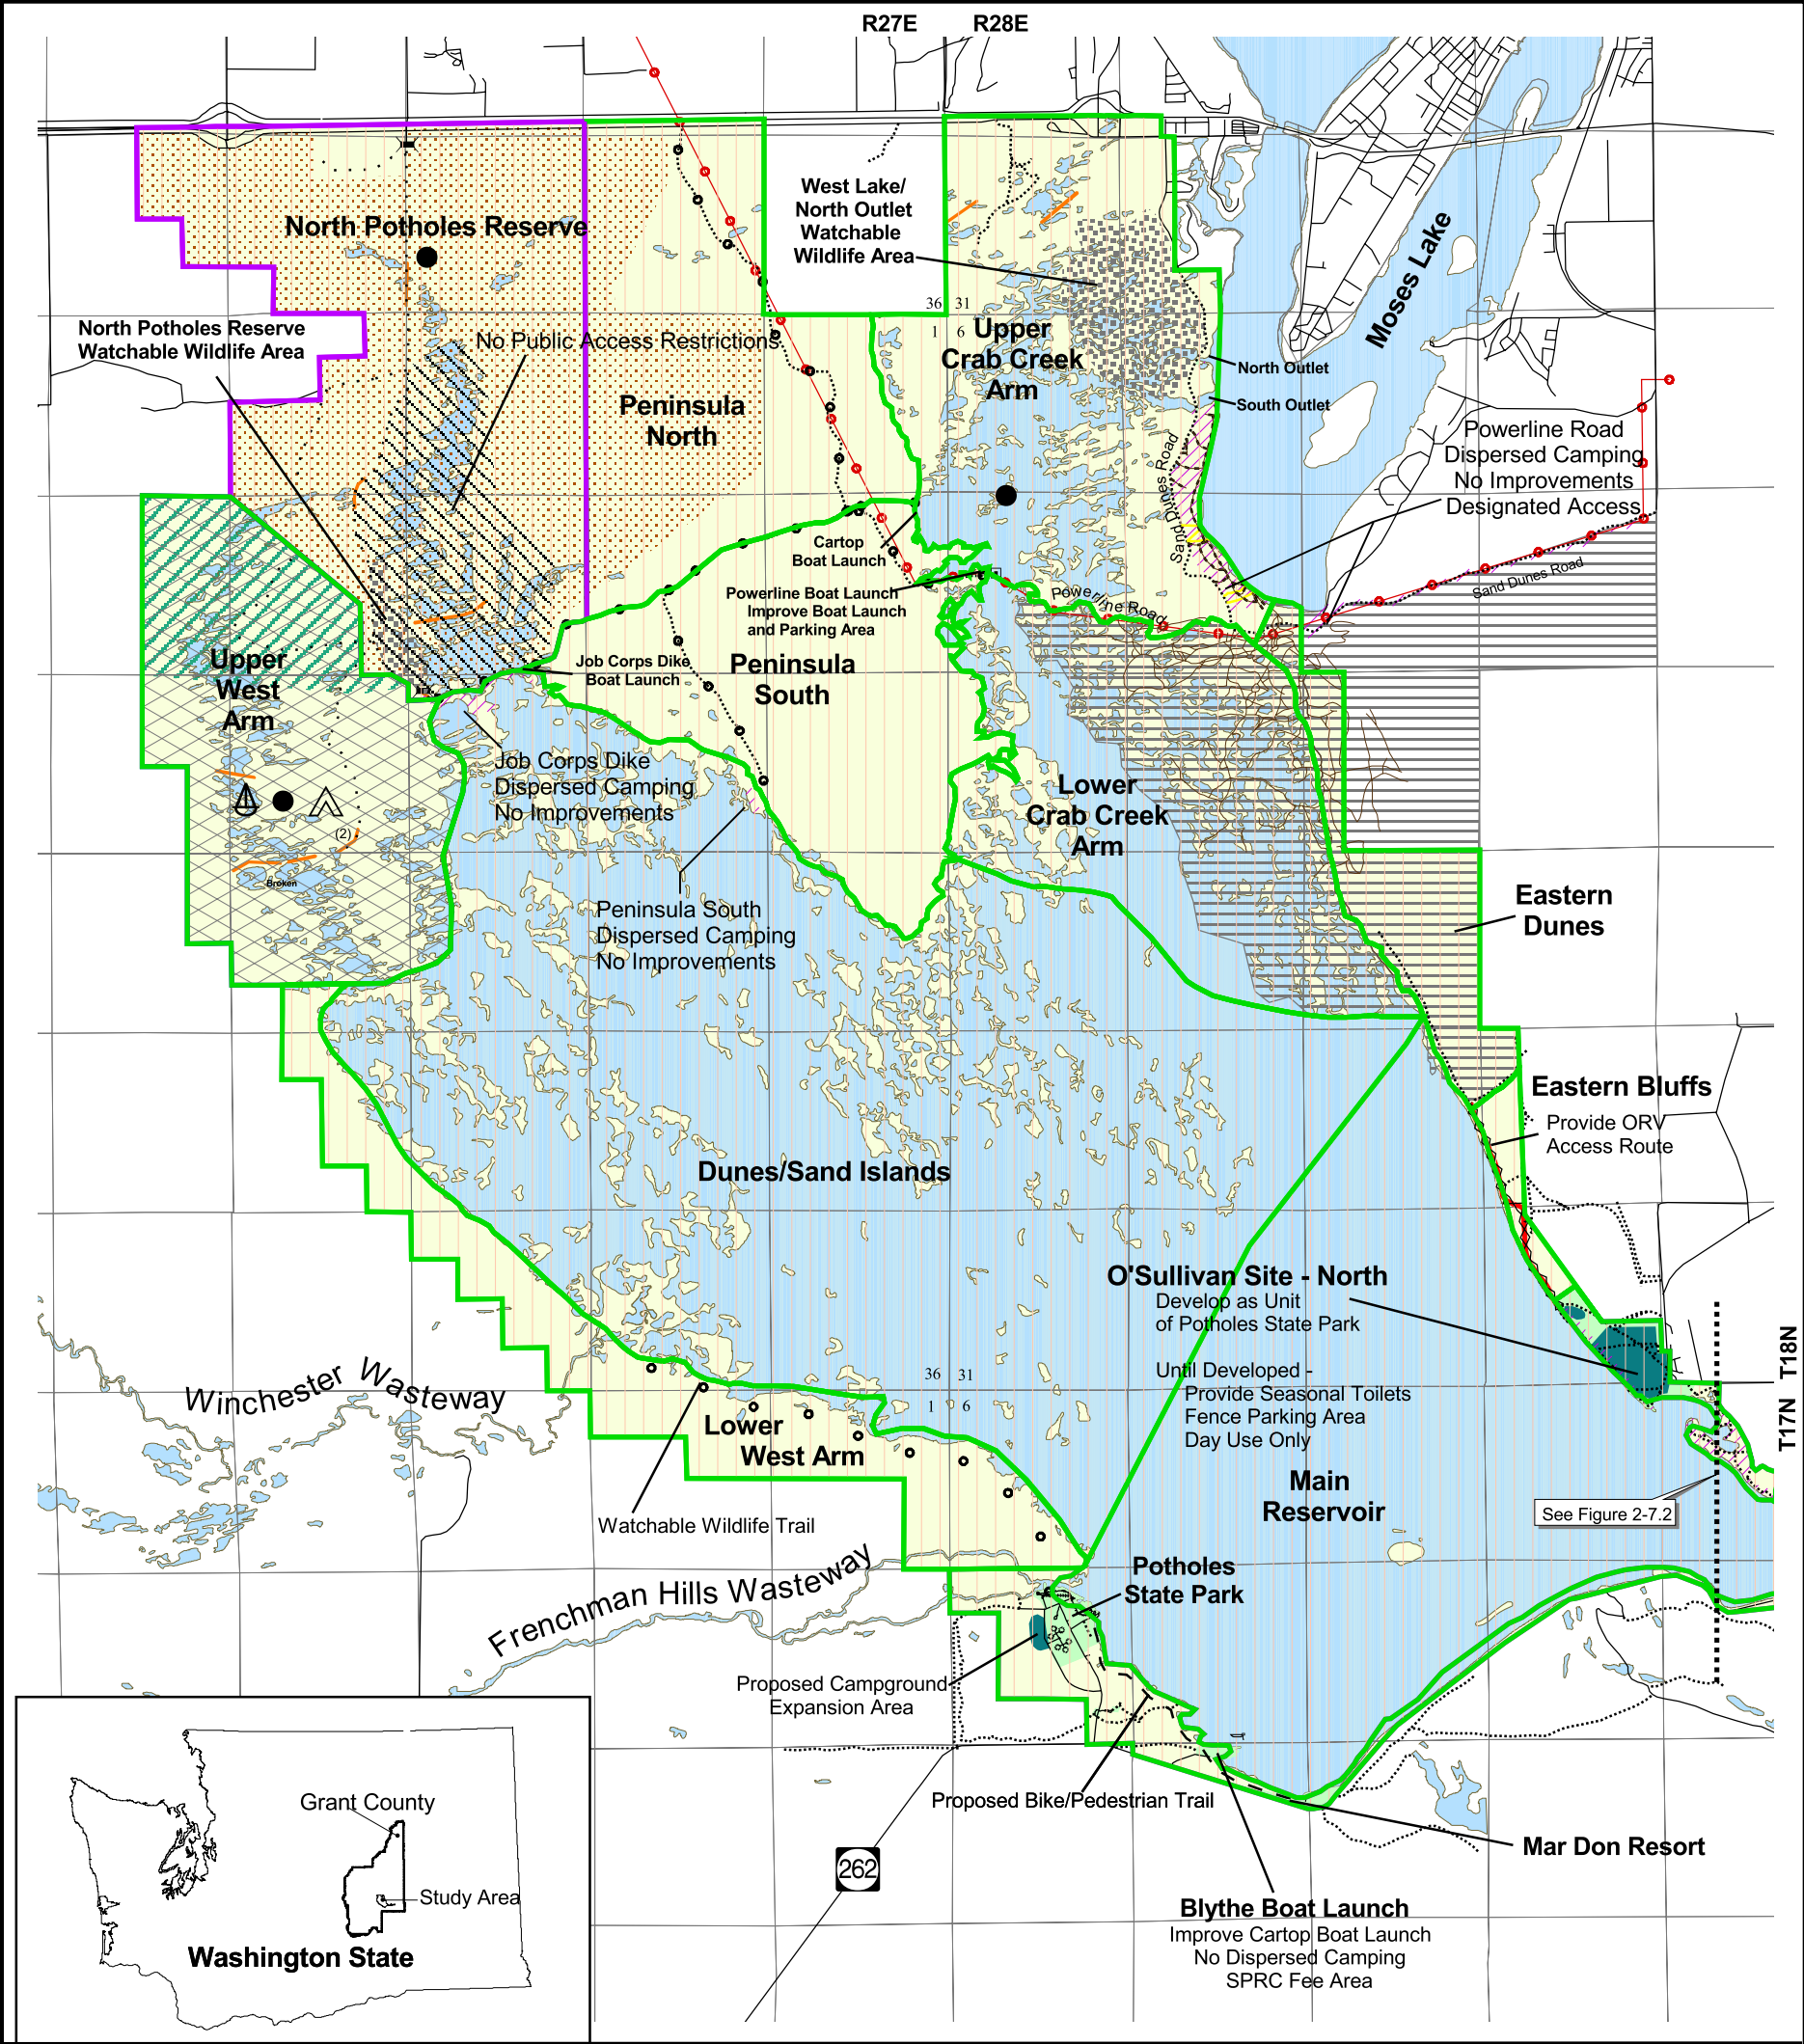 R27E
R28E
West Lake/
North Outlet
Watchable
Wildlife Area
North Potholes Reserve
Moses Lake
36
31
1
6
North Potholes Reserve
Watchable Wildlife Area
No Public Access Restrictions
Upper
Crab Creek
Arm
North Outlet
South Outlet
Peninsula
North
Powerline Road
Dispersed Camping
No Improvements
Designated Access
Sand Dunes Road
Cartop
Boat Launch
Sand Dunes Road
Powerline Boat Launch
Improve Boat Launch
and Parking Area
Powerline Road
Upper
West
Arm
Job Corps Dike
Boat Launch
Peninsula
South
Job Corps Dike
Dispersed Camping
No Improvements
Lower
Crab Creek
Arm
(2)
Broken
Peninsula South
Dispersed Camping
No Improvements
Eastern
Dunes
Eastern Bluffs
Provide ORV
Access Route
Dunes/Sand Islands
O'Sullivan Site - North
Develop as Unit
of Potholes State Park
Until Developed -
Provide Seasonal Toilets
Fence Parking Area
Day Use Only
T18N
T17N
36
31
1
6
Winchester Wasteway
Lower
West Arm
Main
Reservoir
See Figure 2-7.2
Watchable Wildlife Trail
Frenchman Hills Wasteway
Potholes
State Park
Proposed Campground
Expansion Area
Proposed Bike/Pedestrian Trail
Mar Don Resort
262
Blythe Boat Launch
Improve Cartop Boat Launch
No Dispersed Camping
SPRC Fee Area
Grant County
Study Area
Washington State